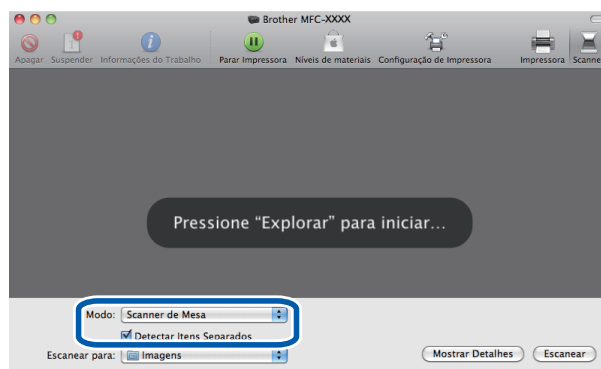 Brother MFC-XXXX
Apagar Suspender Informações do Trabalho Parar Impressora Níveis de materiais Configuração de Impressora Impressora Scanne
Pressione “Explorar” para iniciar...
Modo: Scanner de Mesa
Detectar Itens Separados
Escanear para: Imagens Mostrar Detalhes Escanear